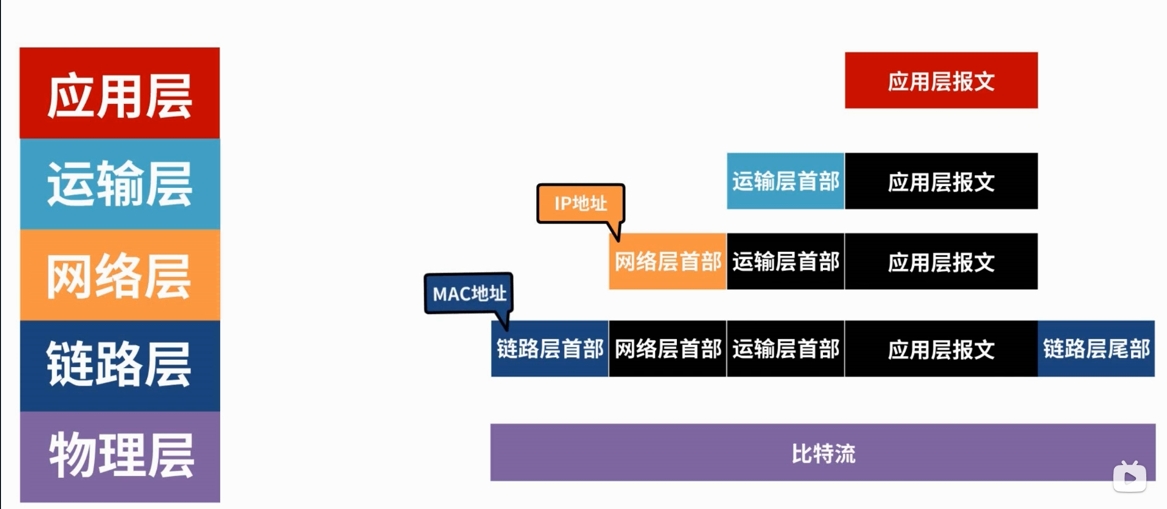 应用层
应用层报文
运输层
运输层首部 应用层报文
IP地址
网络层
网络层首部 运输层首部 应用层报文
MAC地址
链路层
链路层首部 网络层首部 运输层首部 应用层报文 链路层尾部
物理层
比特流